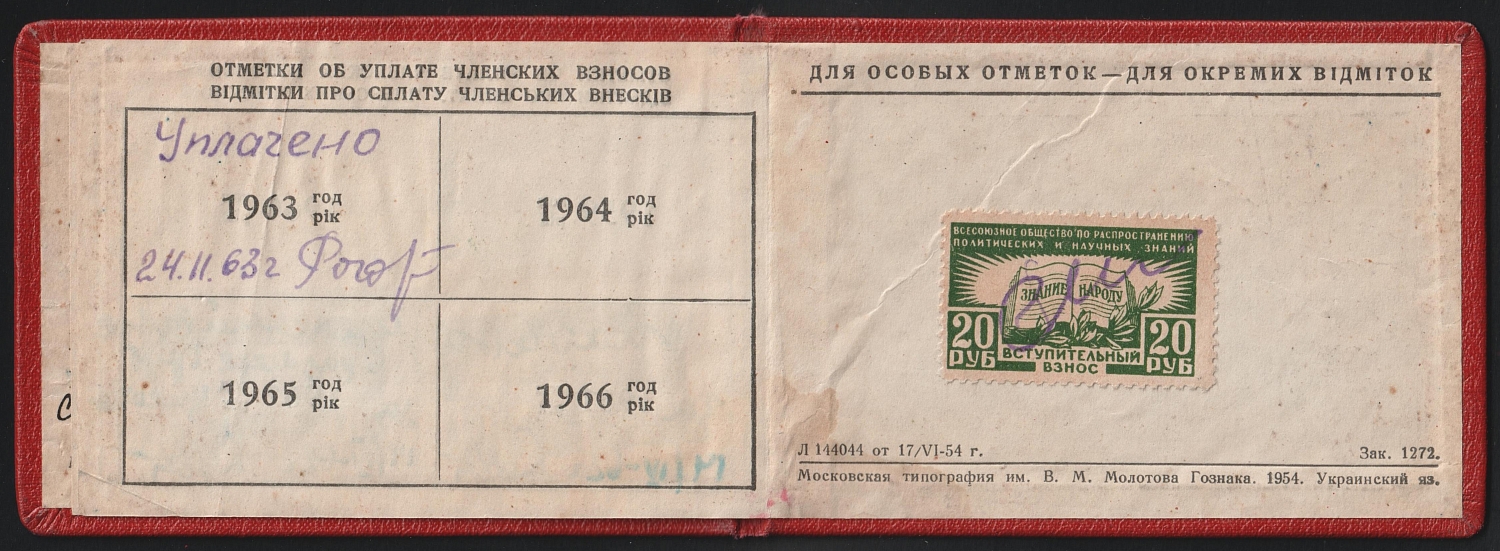 ОТМЕТКИ ОБ УПЛАТЕ ЧЛЕНСКИХ ВЗНОСОВ
ВІДМІТКИ ПРО СПЛАТУ ЧЛЕНСЬКИХ ВНЕСКІВ
Уплачено
1963 год
рік
24.II.63г
1964 год
рік
1965 год
рік
1966 год
рік
ДЛЯ ОСОБЫХ ОТМЕТОК — ДЛЯ ОКРЕМИХ ВІДМІТОК
ВСЕСОЮЗНОЕ ОБЩЕСТВО ПО РАСПРОСТРАНЕНИЮ
ПОЛИТИЧЕСКИХ И НАУЧНЫХ ЗНАНИЙ
ЗНАНИЕ НАРОДУ
20 РУБ
ВСТУПИТЕЛЬНЫЙ
ВЗНОС
20 РУБ
Л 144044 от 17/VI-54 г. Зак. 1272.
Московская типография им. В. М. Молотова Гознака. 1954. Украинский яз.